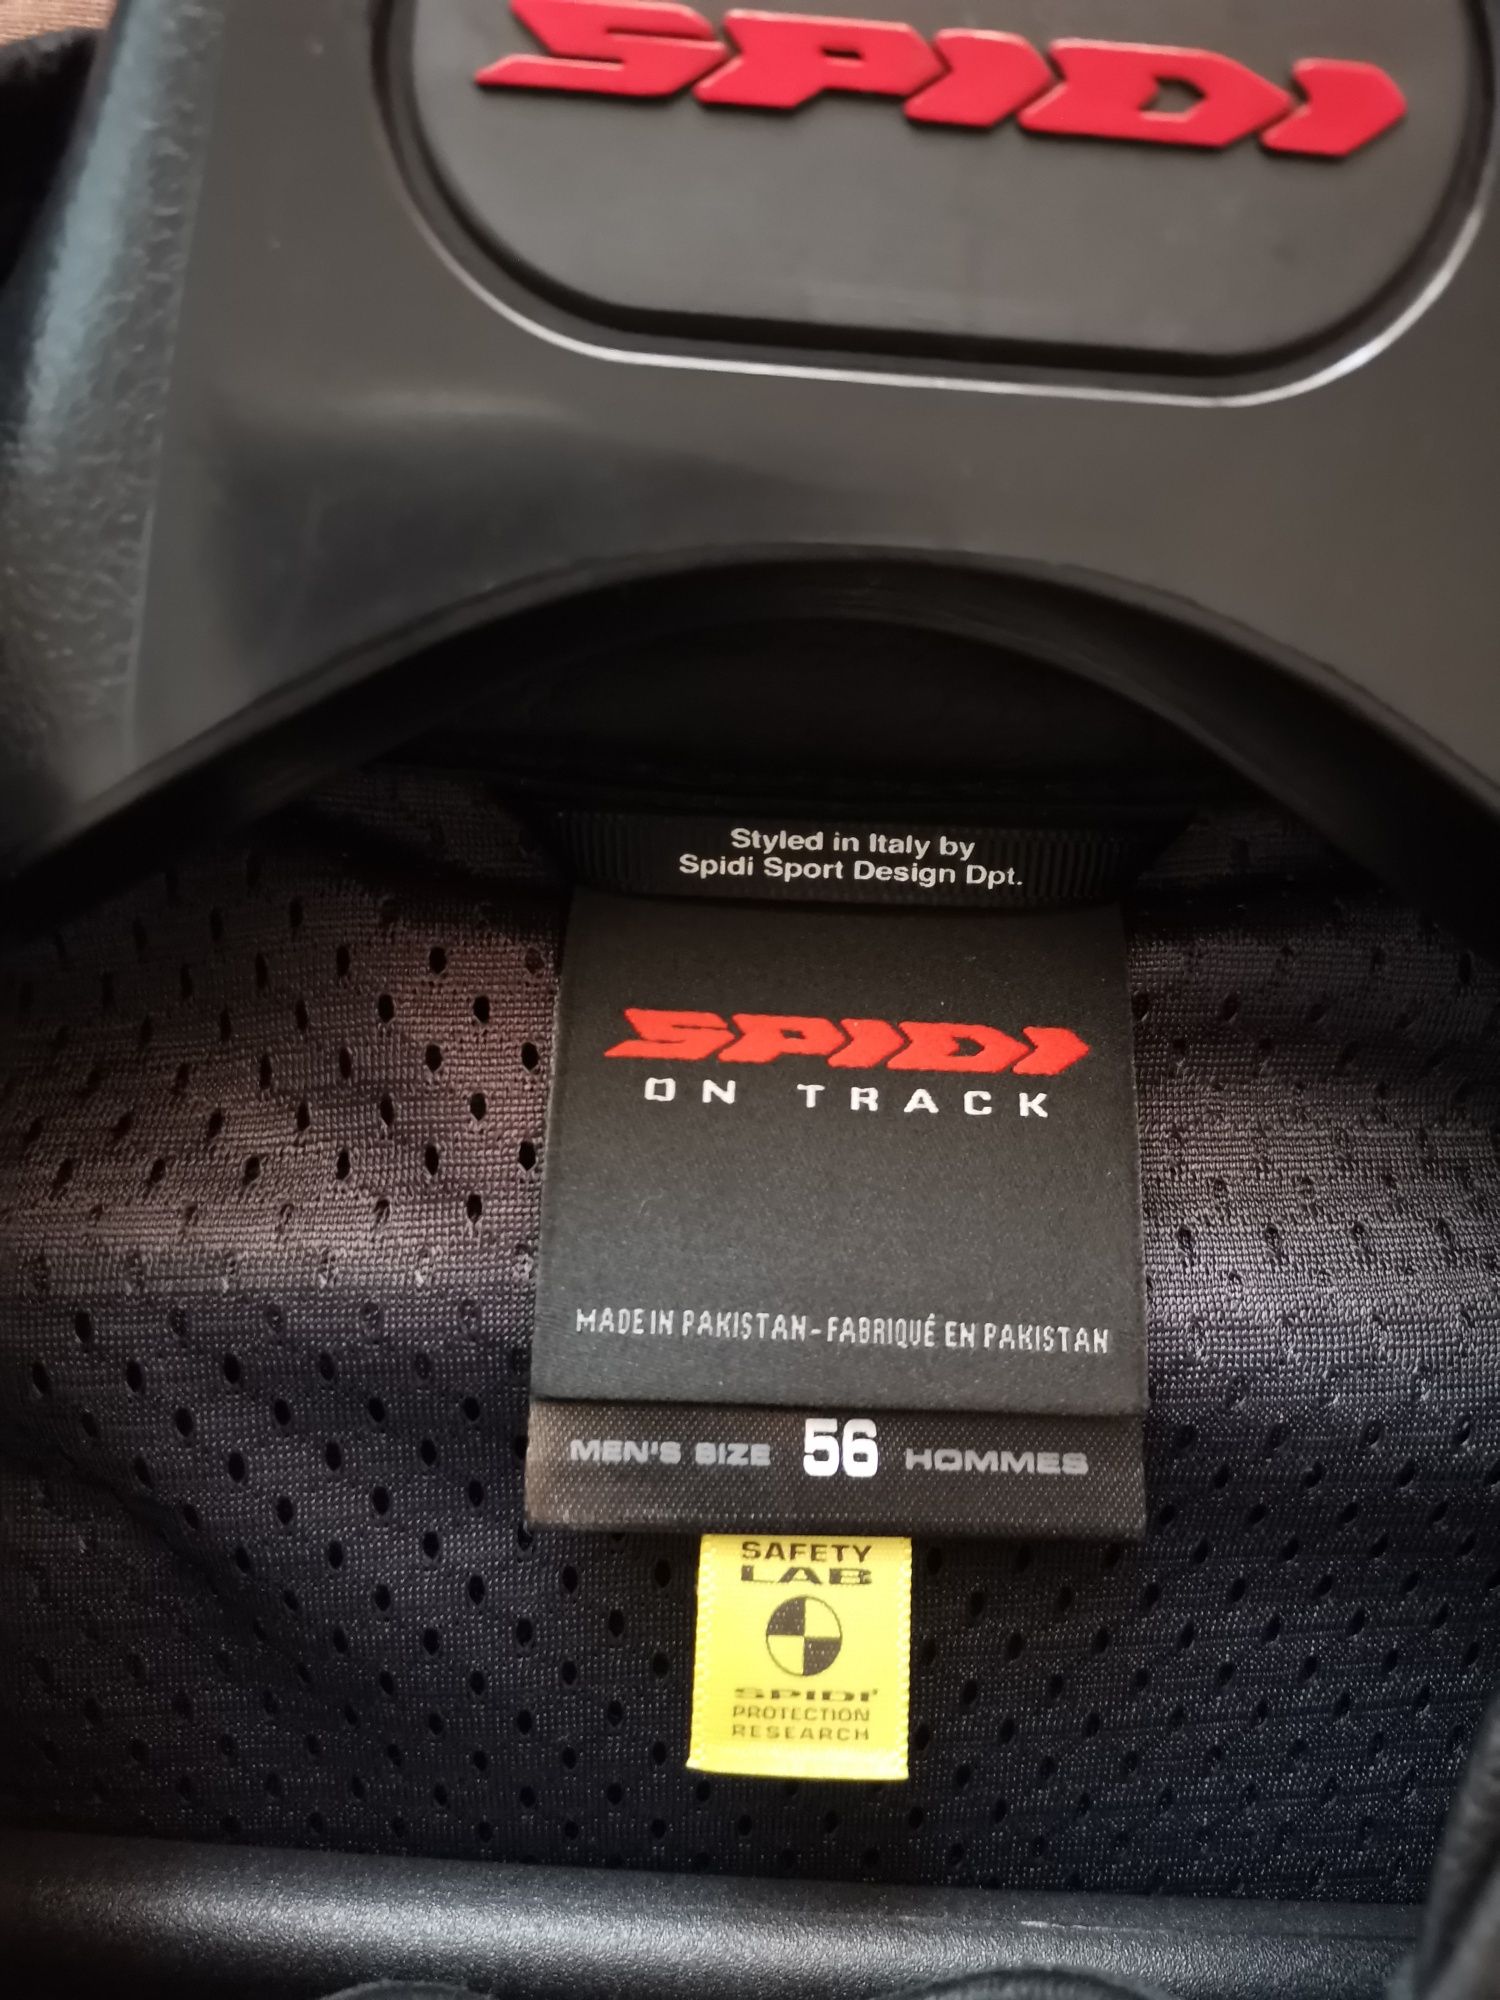 SPIDI
Styled in Italy by
Spidi Sport Design Dpt.
SPIDI
ON TRACK
MADE IN PAKISTAN - FABRIQUÉ EN PAKISTAN
MEN'S SIZE 56 HOMMES
SAFETY
LAB
SPIDI
PROTECTION
RESEARCH